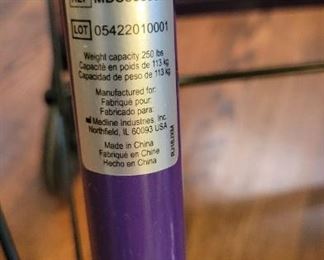 REF
LOT 05422010001
Weight capacity 250 lbs
Capacité en poids de 113 kg
Capacidad de peso de 113 kg
Manufactured for:
Fabriqué pour:
Fabricado para:
Medline Industries, Inc.
Northfield, IL 60093 USA
Made in China
Fabriqué en Chine
Hecho en China